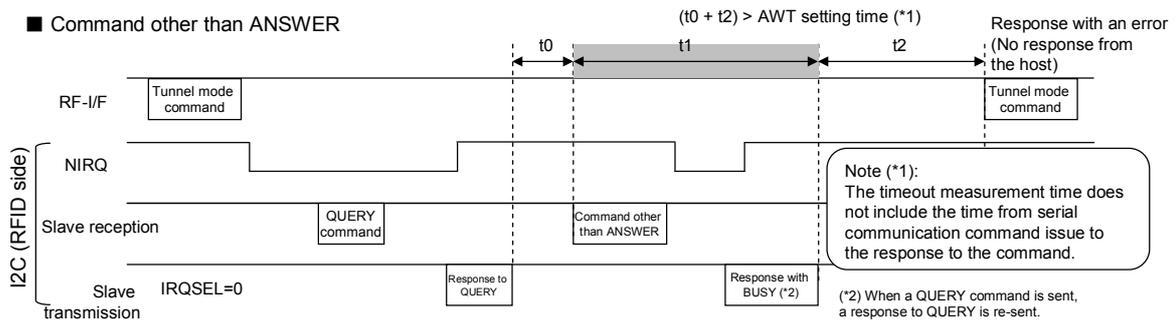 ■ Command other than ANSWER
(t0 + t2) > AWT setting time (*1)
t0
t1
t2
Response with an error
(No response from
the host)
RF-I/F
Tunnel mode
command
Tunnel mode
command
I2C (RFID side)
NIRQ
Note (*1):
The timeout measurement time does
not include the time from serial
communication command issue to
the response to the command.
Slave reception
QUERY
command
Command other
than ANSWER
Slave
transmission
IRQSEL=0
Response to
QUERY
Response with
BUSY (*2)
(*2) When a QUERY command is sent,
a response to QUERY is re-sent.